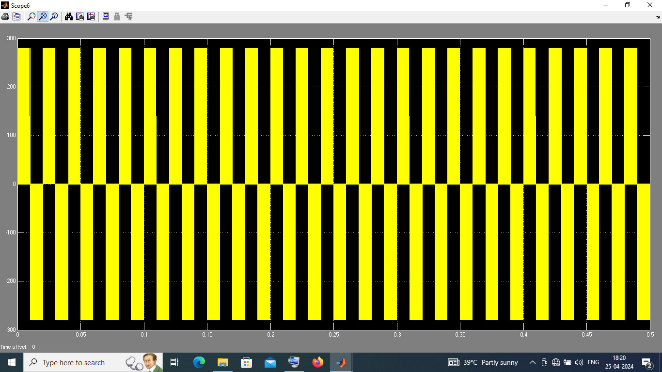 Scope6
300
200
100
0
-100
-200
-300
0 0.05 0.1 0.15 0.2 0.25 0.3 0.35 0.4 0.45 0.5
Time offset: 0
Type here to search
39°C Partly sunny
ENG
18:20
25-04-2024
2